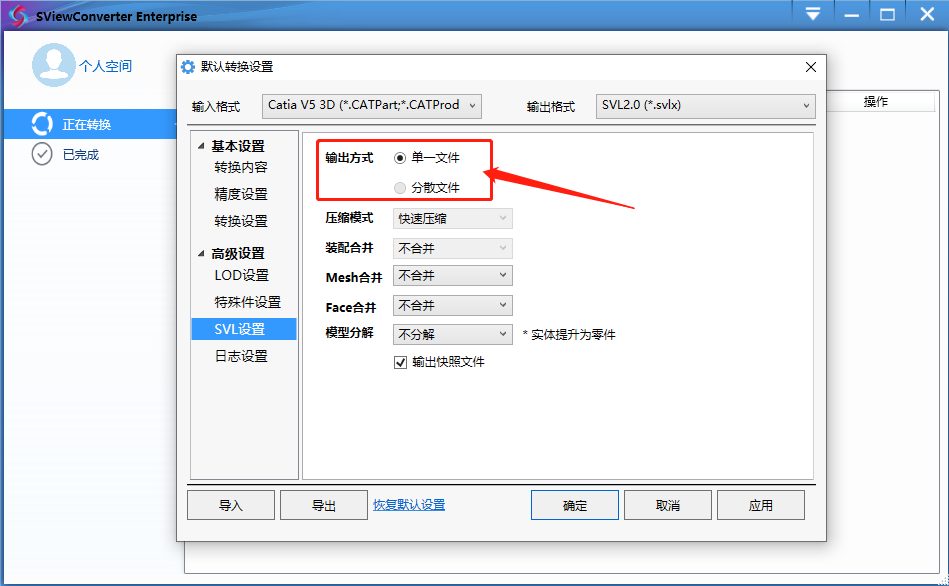 SViewConverter Enterprise
个人空间
正在转换
已完成
操作
默认转换设置
输入格式 Catia V5 3D (*.CATPart;*.CATProd 输出格式 SVL2.0 (*.svlx)
基本设置
转换内容
精度设置
转换设置
高级设置
LOD设置
特殊件设置
SVL设置
日志设置
输出方式 单一文件
分散文件
压缩模式 快速压缩
装配合并 不合并
Mesh合并 不合并
Face合并 不合并
模型分解 不分解 * 实体提升为零件
输出快照文件
导入 导出 恢复默认设置 确定 取消 应用